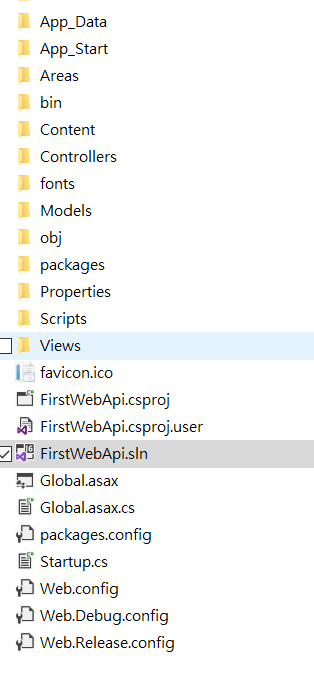 App_Data
App_Start
Areas
bin
Content
Controllers
fonts
Models
obj
packages
Properties
Scripts
Views
favicon.ico
FirstWebApi.csproj
FirstWebApi.csproj.user
FirstWebApi.sln
Global.asax
Global.asax.cs
packages.config
Startup.cs
Web.config
Web.Debug.config
Web.Release.config